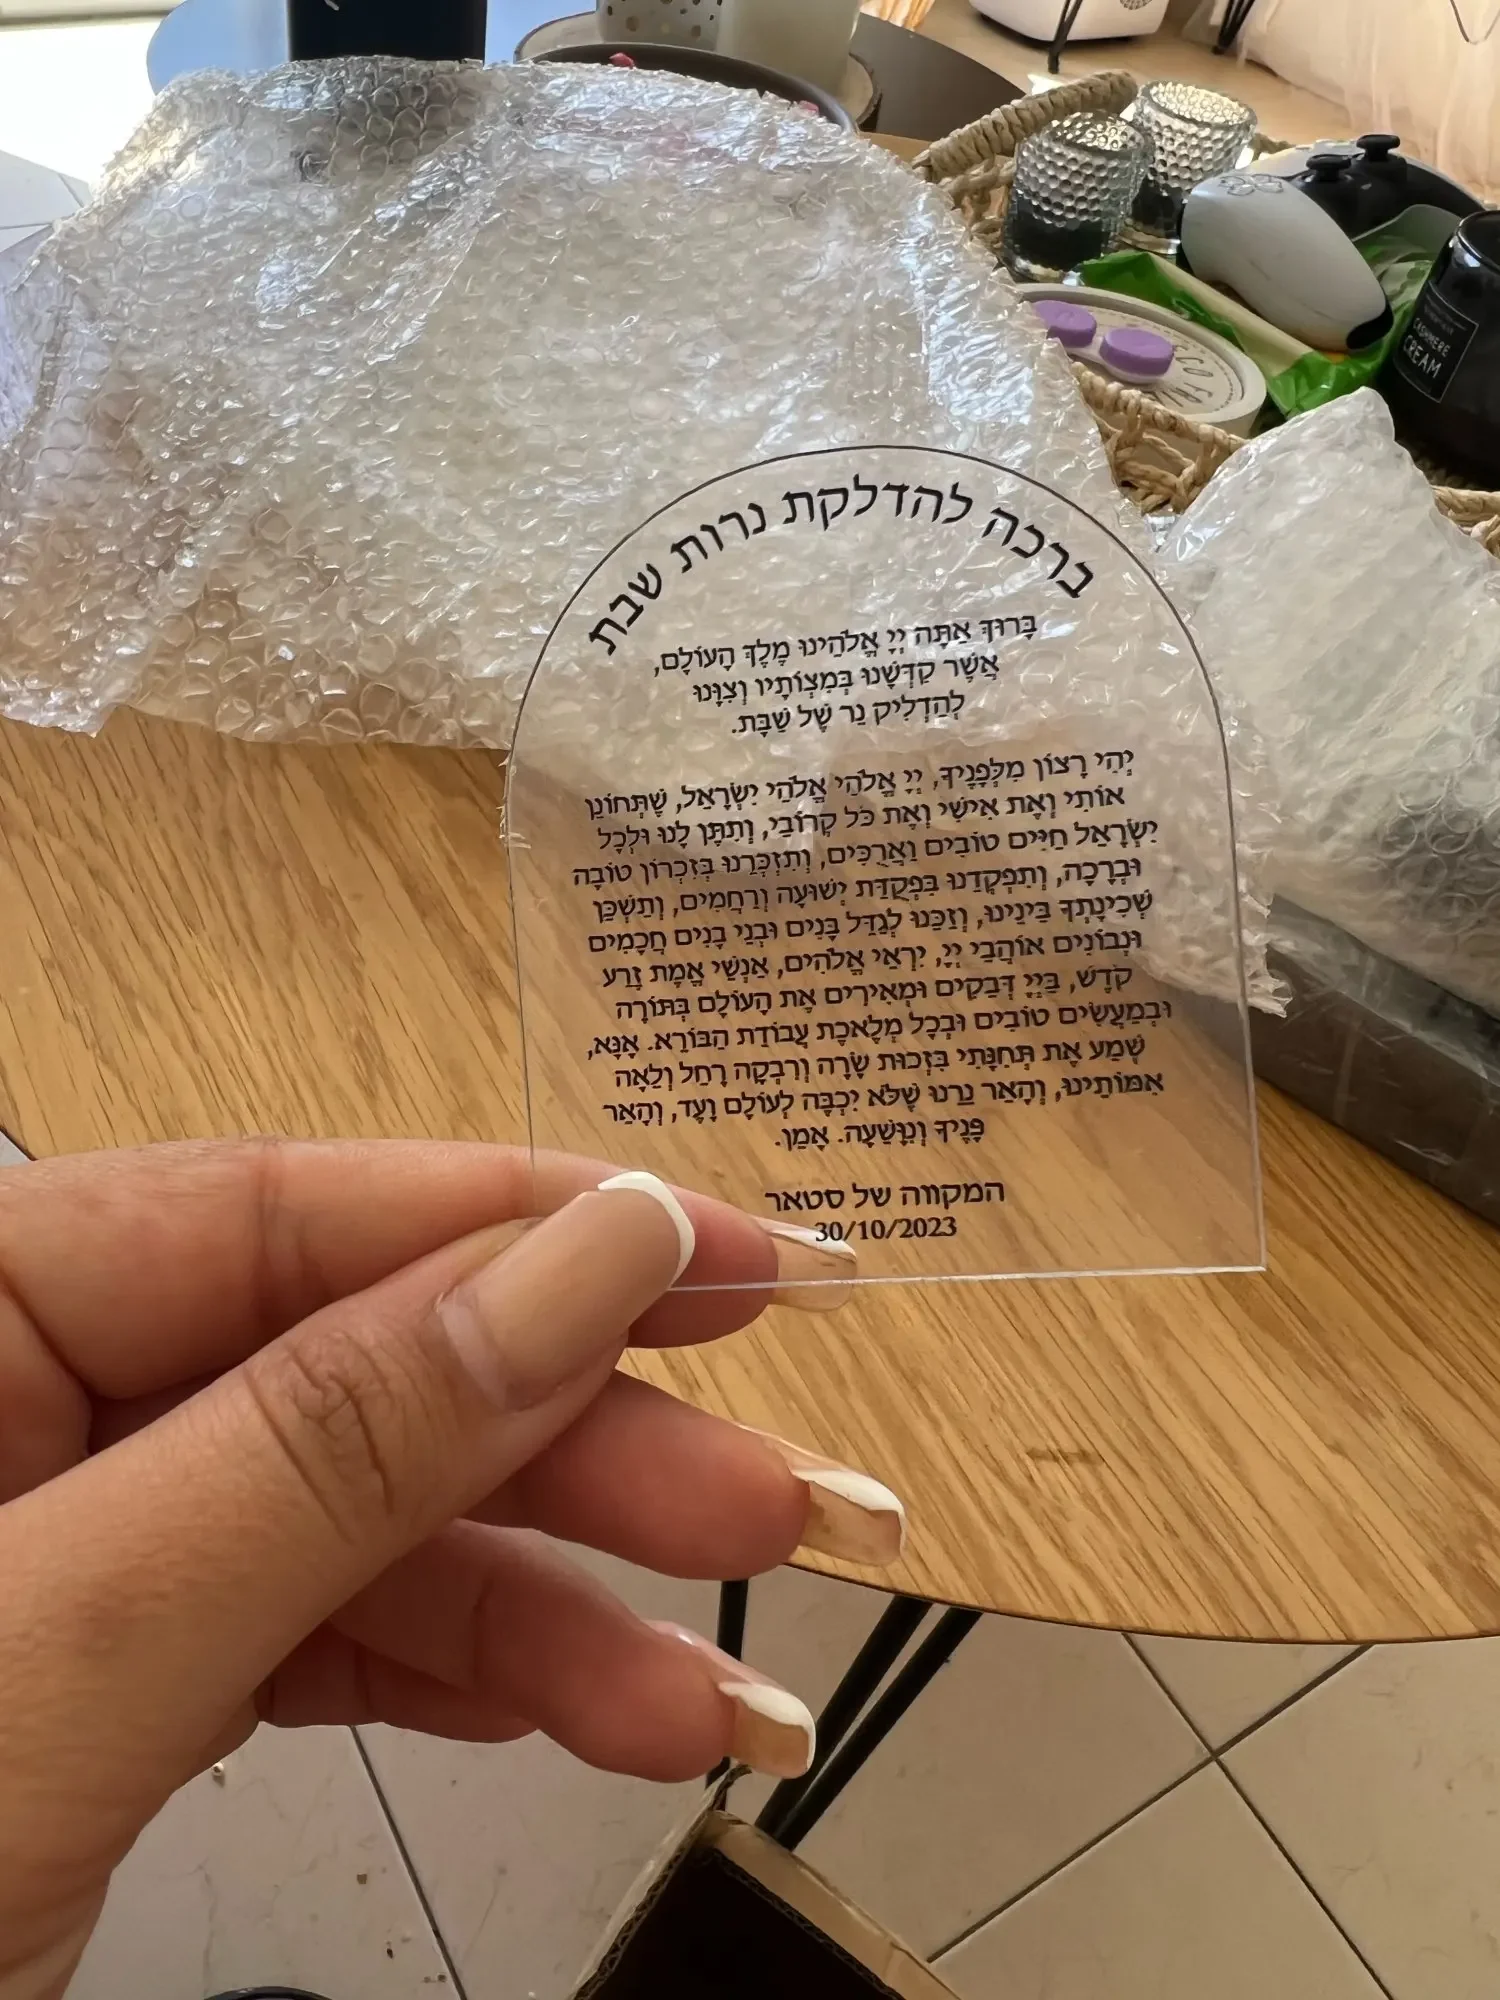 ברכה להדלקת נרות שבת
בָּרוּךְ אַתָּה יְיָ אֱלֹהֵינוּ מֶלֶךְ הָעוֹלָם,
אֲשֶׁר קִדְּשָׁנוּ בְּמִצְוֹתָיו וְצִוָּנוּ
לְהַדְלִיק נֵר שֶׁל שַׁבָּת.
יְהִי רָצוֹן מִלְּפָנֶיךָ, יְיָ אֱלֹהַי אֱלֹהֵי יִשְׂרָאֵל, שֶׁתְּחוֹנֵן
אוֹתִי וְאֶת אִישִׁי וְאֶת כֹּל קְרוֹבַי, וְתִתֵּן לָנוּ וּלְכָל
יִשְׂרָאֵל חַיִּים טוֹבִים וַאֲרֻכִּים, וְתִזְכְּרֵנוּ בְּזִכְרוֹן טוֹבָה
וּבְרָכָה, וְתִפְקְדֵנוּ בִּפְקֻדַּת יְשׁוּעָה וְרַחֲמִים, וְתַשְׁכֵּן
שְׁכִינָתְךָ בֵּינֵינוּ, וְזַכֵּנוּ לְגַדֵּל בָּנִים וּבְנֵי בָנִים חֲכָמִים
וּנְבוֹנִים אוֹהֲבֵי יְיָ, יִרְאֵי אֱלֹהִים, אַנְשֵׁי אֱמֶת זֶרַע
קֹדֶשׁ, בַּייָ דְּבֵקִים וּמְאִירִים אֶת הָעוֹלָם בְּתּוֹרָה
וּבְמַעֲשִׂים טוֹבִים וּבְכָל מְלֶאכֶת עֲבוֹדַת הַבּוֹרֵא. אָנָּא,
שְׁמַע אֶת תְּחִנָּתִי בִּזְכוּת שָׂרָה וְרִבְקָה רָחֵל וְלֵאָה
אִמּוֹתֵינוּ, וְהָאֵר נֵרֵנוּ שֶׁלֹּא יִכְבֶּה לְעוֹלָם וָעֶד, וְהָאֵר
פָּנֶיךָ וְנִוָּשֵׁעָה. אָמֵן.
המקווה של סטאר
30/10/2023
CASHMERE
CREAM